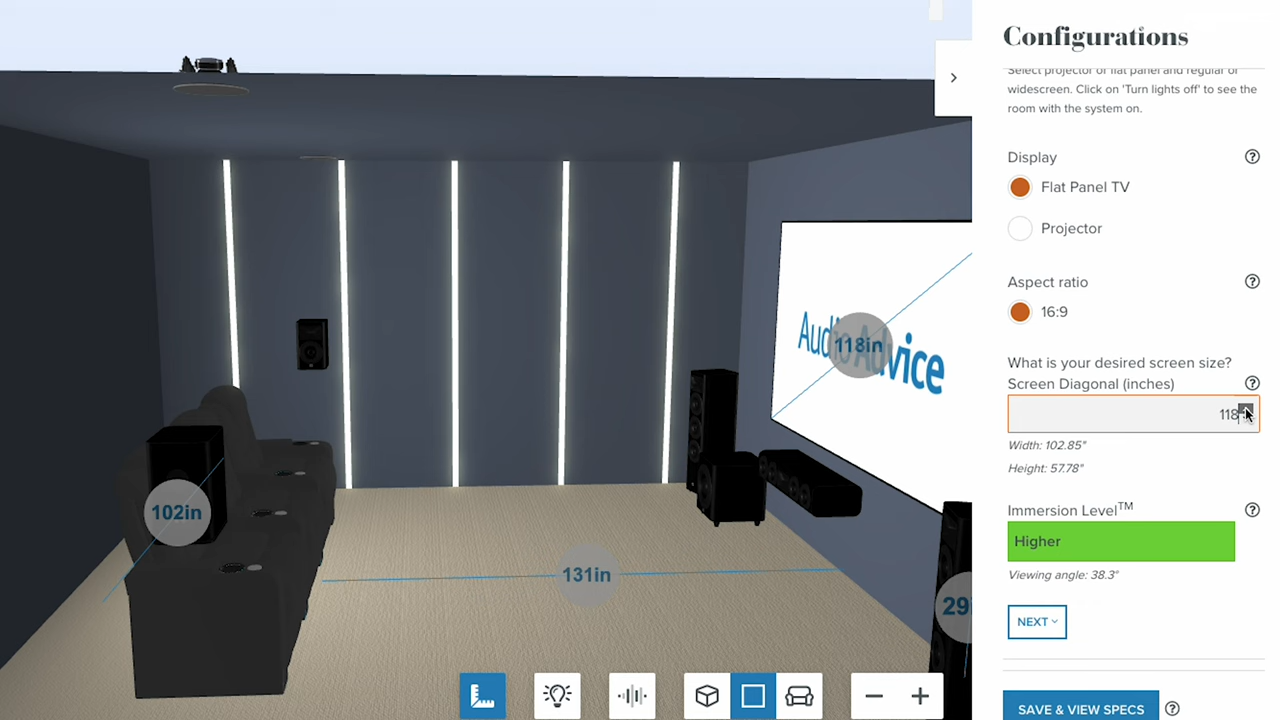 Configurations
Select projector or flat panel and regular or
widescreen. Click on 'Turn lights off' to see the
room with the system on.
Display
Flat Panel TV
Projector
Aspect ratio
16:9
What is your desired screen size?
Screen Diagonal (inches)
118
Width: 102.85"
Height: 57.78"
Immersion Level™
Higher
Viewing angle: 38.3°
NEXT
SAVE & VIEW SPECS
Audio Advice
118in
102in
131in